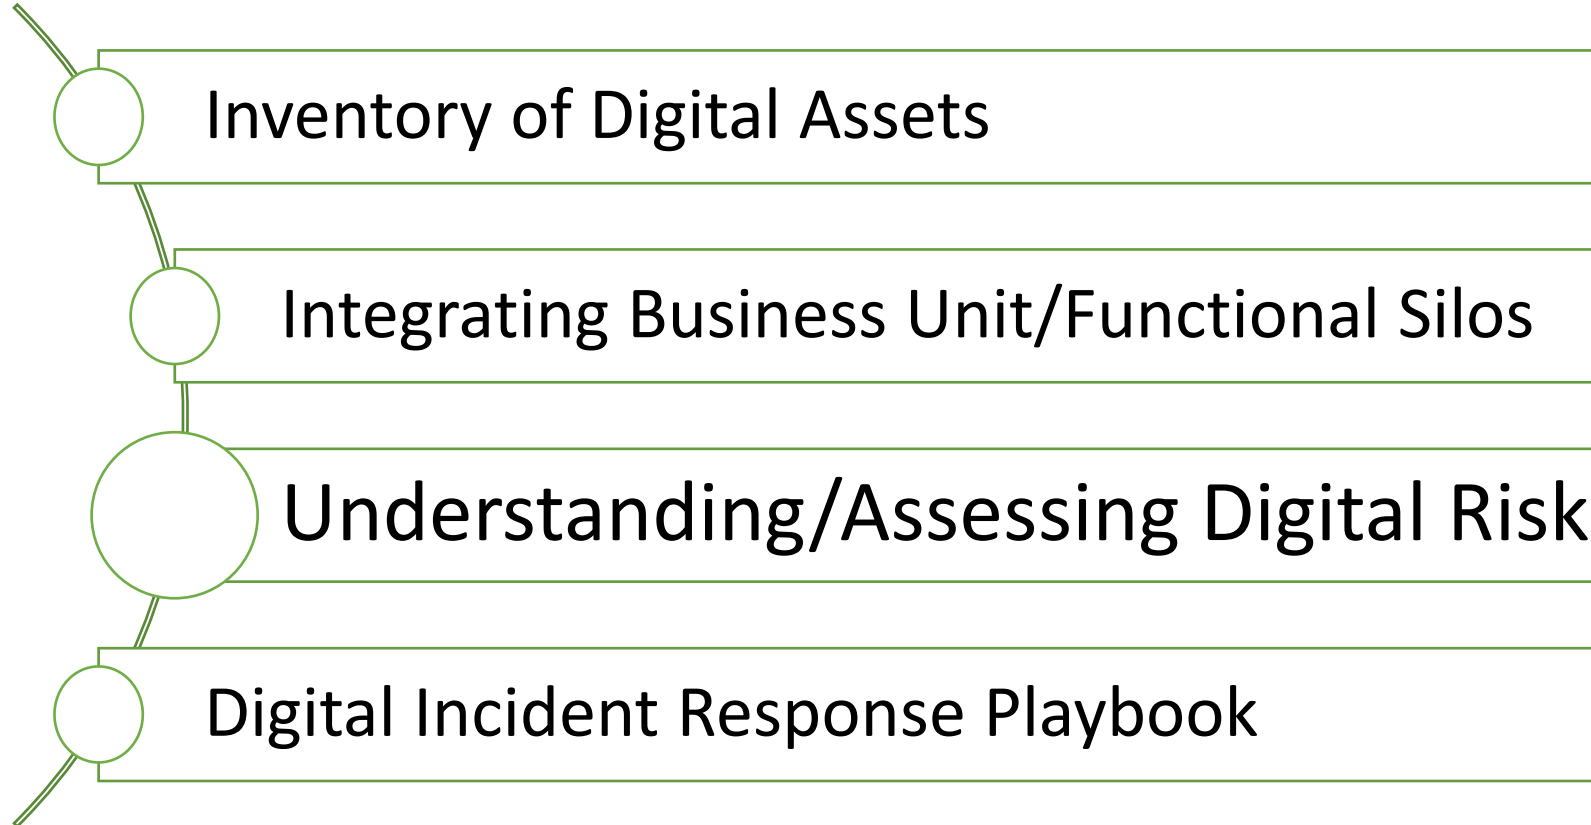 Inventory of Digital Assets
Integrating Business Unit/Functional Silos
Understanding/Assessing Digital Risk
Digital Incident Response Playbook